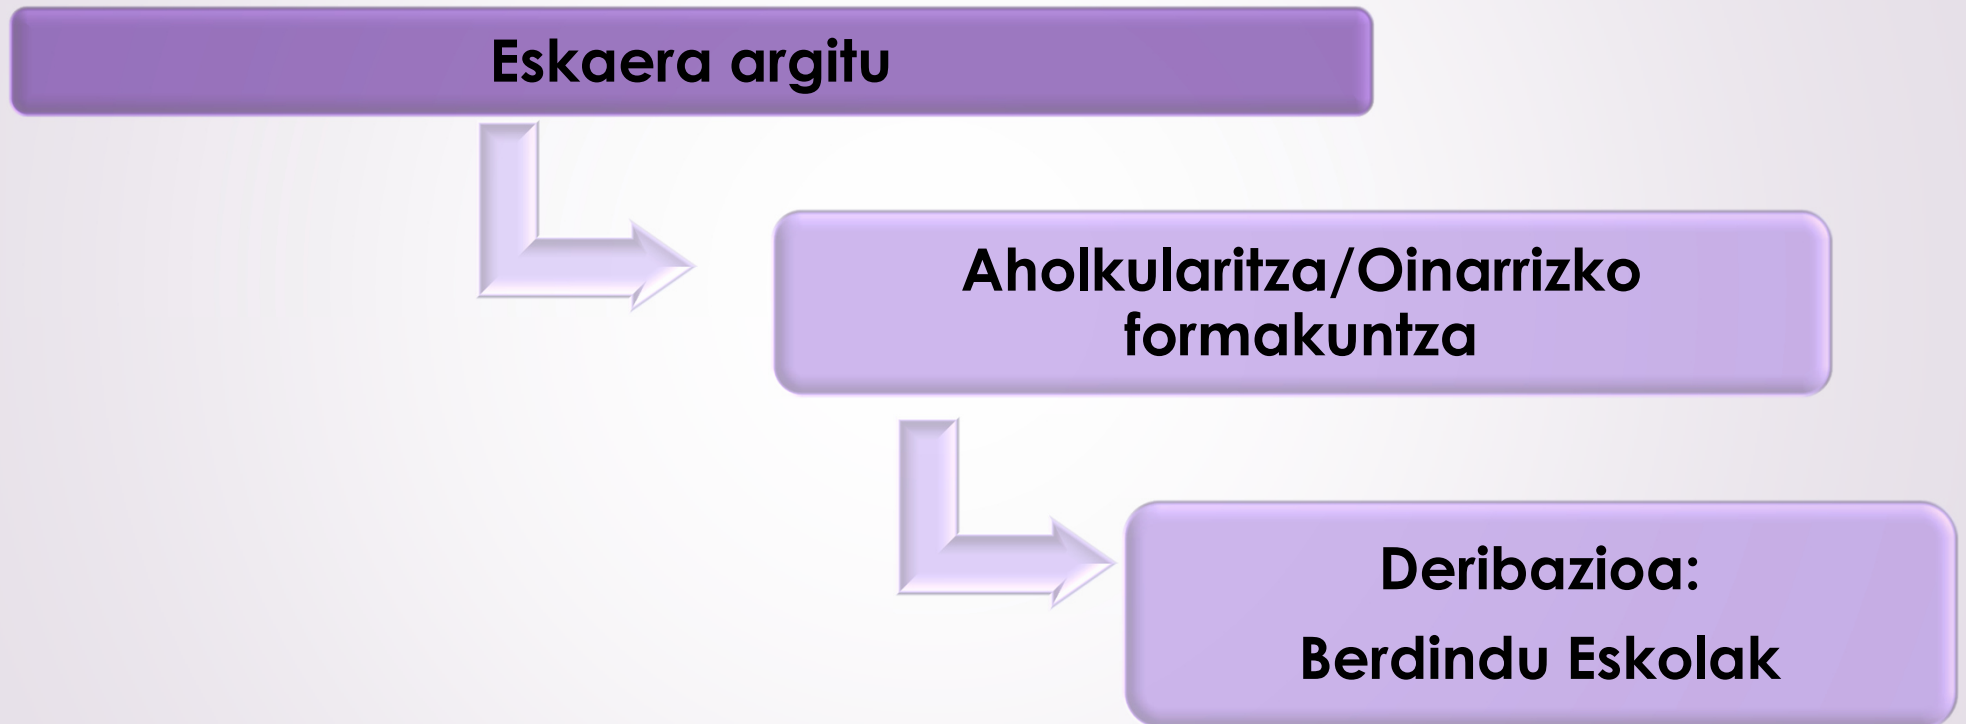 Eskaera argitu
Aholkularitza/Oinarrizko
formakuntza
Deribazioa:
Berdindu Eskolak